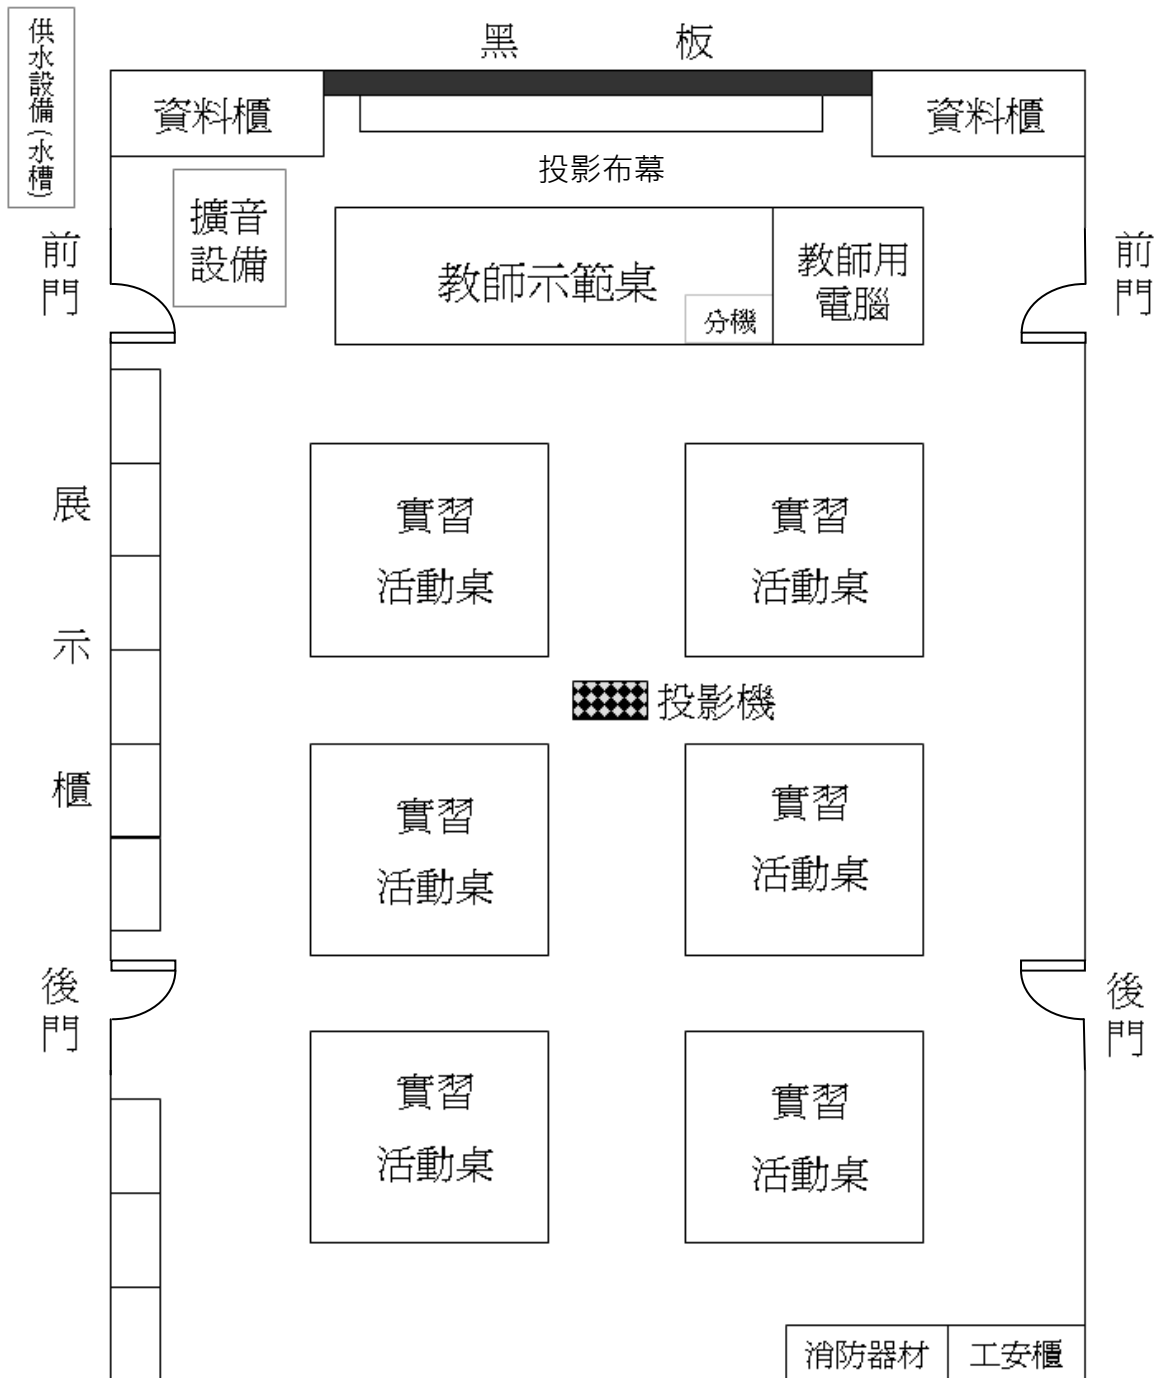 供水設備(水槽)
黑板
資料櫃
資料櫃
投影布幕
擴音
設備
教師示範桌
分機
教師用
電腦
前門
前門
展示櫃
實習
活動桌
實習
活動桌
投影機
實習
活動桌
實習
活動桌
後門
後門
實習
活動桌
實習
活動桌
消防器材
工安櫃